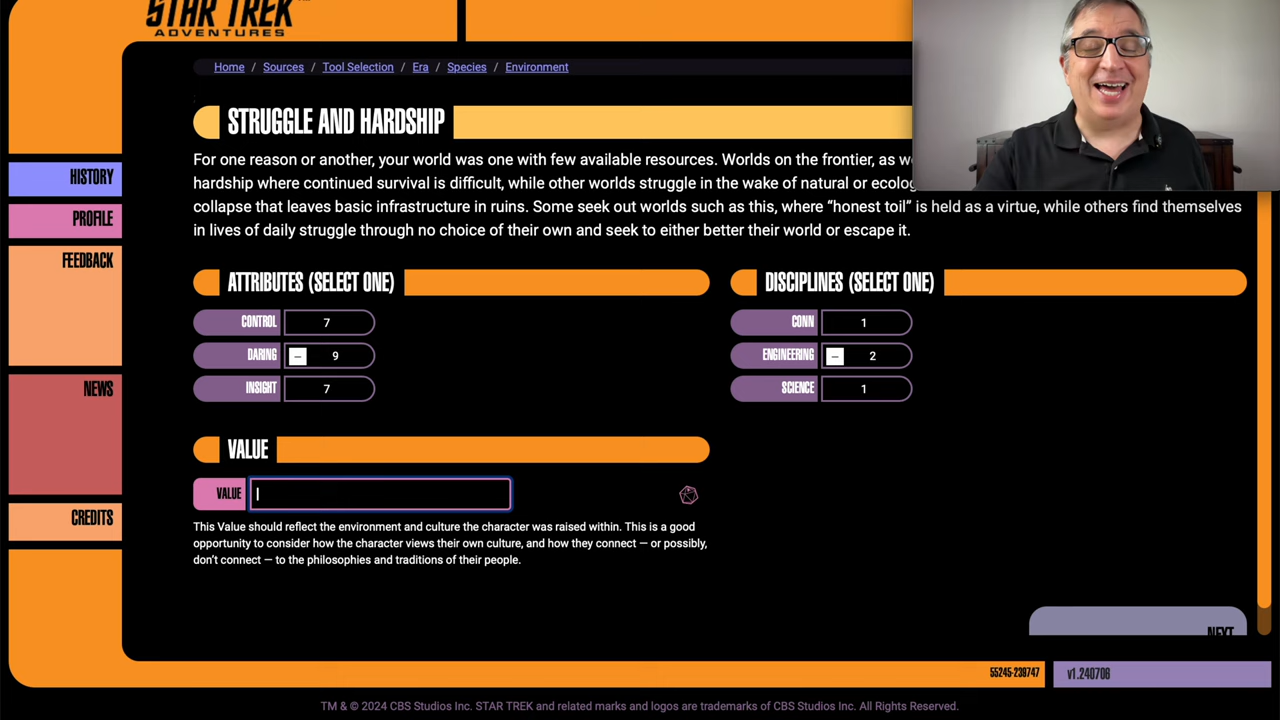 STAR TREK
ADVENTURES
Home / Sources / Tool Selection / Era / Species / Environment
HISTORY
PROFILE
FEEDBACK
NEWS
CREDITS
STRUGGLE AND HARDSHIP
For one reason or another, your world was one with few available resources. Worlds on the frontier, as
hardship where continued survival is difficult, while other worlds struggle in the wake of natural or
collapse that leaves basic infrastructure in ruins. Some seek out worlds such as this, where “honest toil” is held as a virtue, while others find themselves
in lives of daily struggle through no choice of their own and seek to either better their world or escape it.
ATTRIBUTES (SELECT ONE)
CONTROL 7
DARING – 9
INSIGHT 7
DISCIPLINES (SELECT ONE)
CONN 1
ENGINEERING – 2
SCIENCE 1
VALUE
VALUE
This Value should reflect the environment and culture the character was raised within. This is a good
opportunity to consider how the character views their own culture, and how they connect — or possibly,
don't connect — to the philosophies and traditions of their people.
NEXT
55245-239747
v1.240706
TM & © 2024 CBS Studios Inc. STAR TREK and related marks and logos are trademarks of CBS Studios Inc. All Rights Reserved.